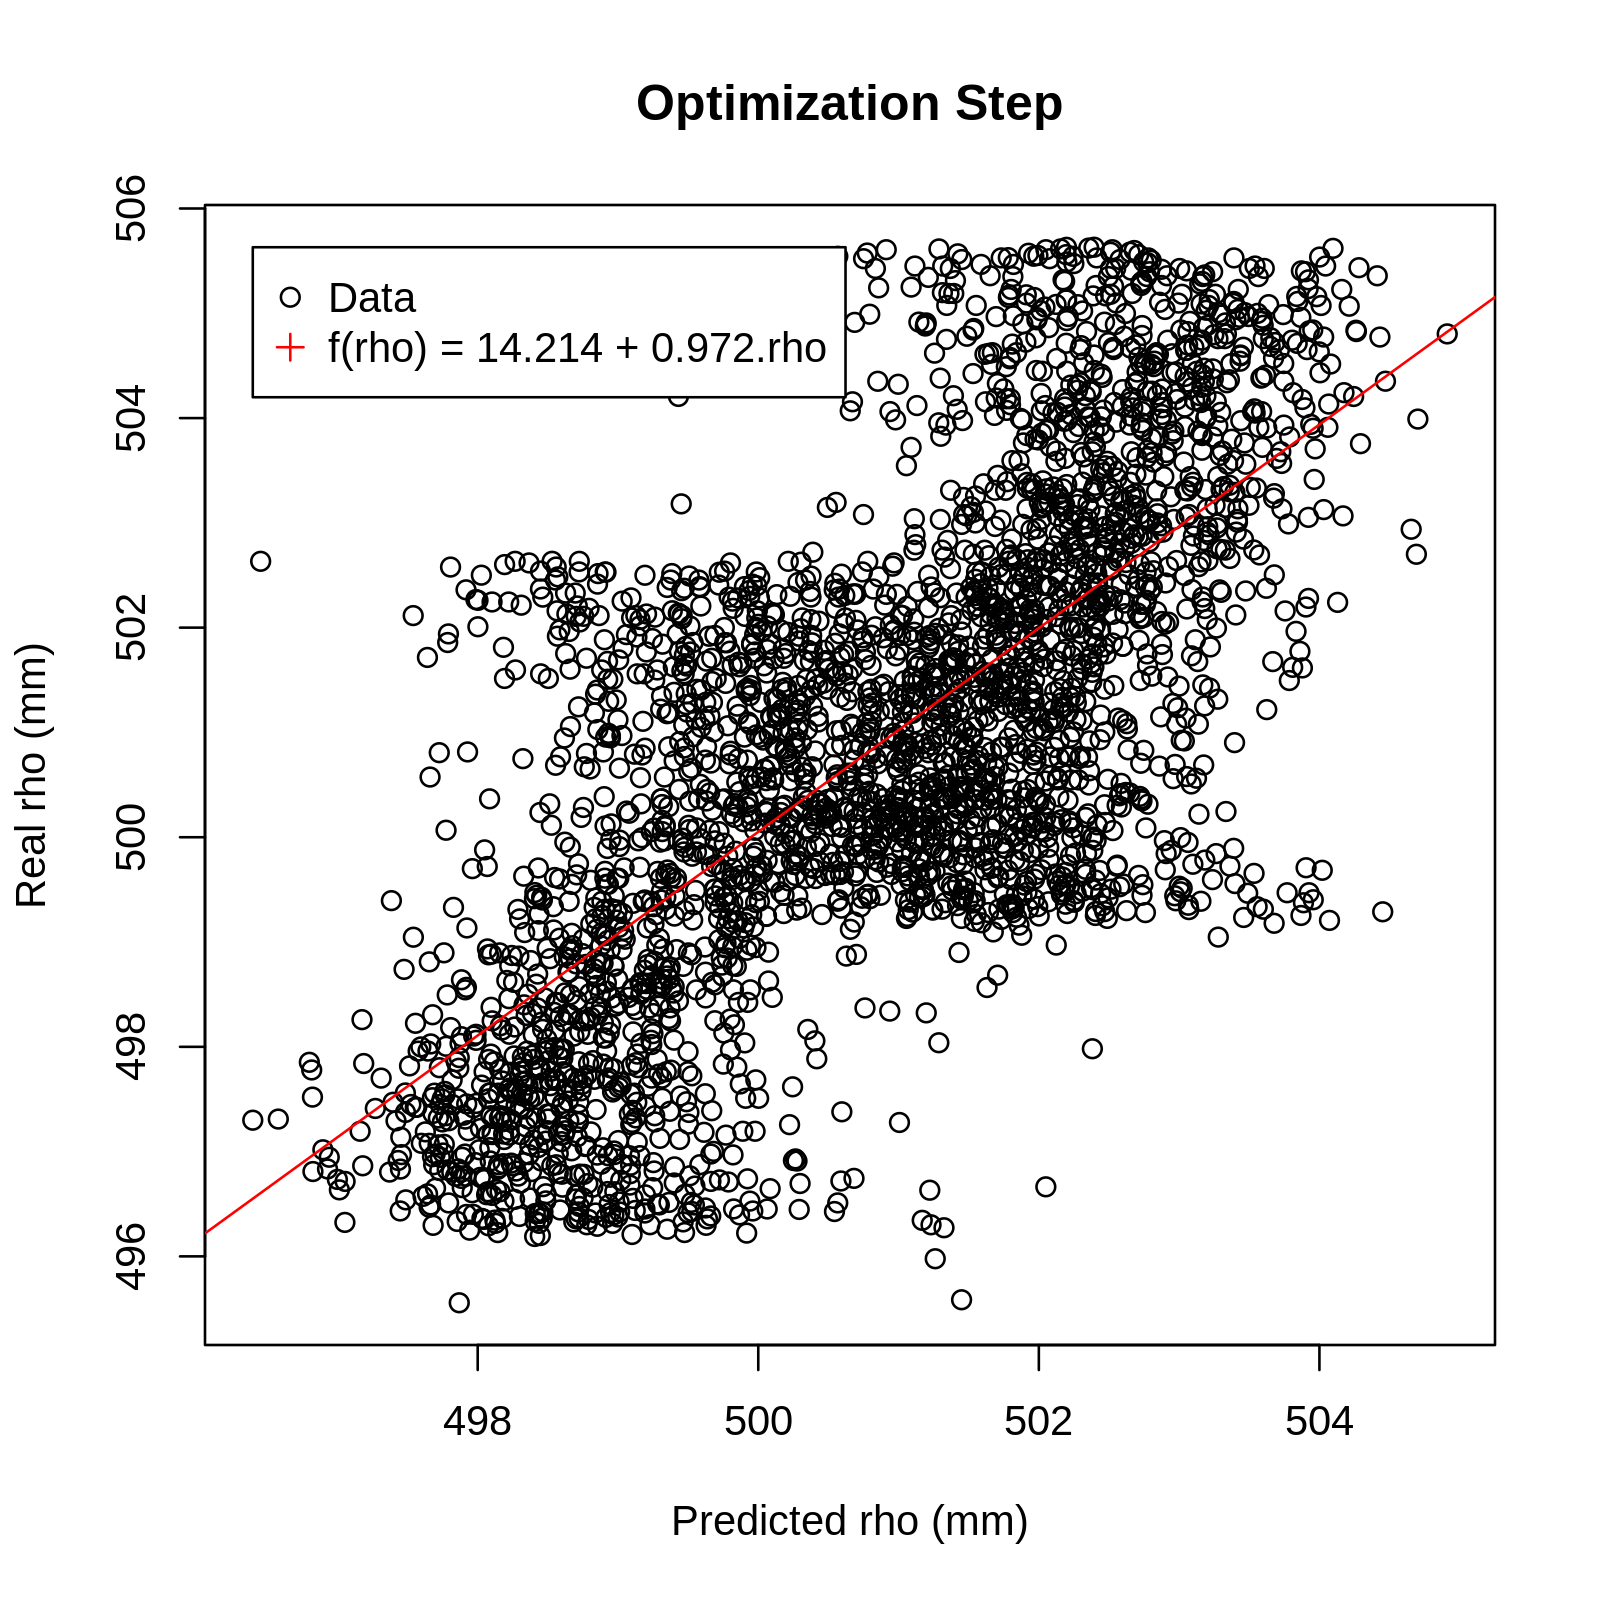 Optimization Step
Data
f(rho) = 14.214 + 0.972.rho
Real rho (mm)
506
504
502
500
498
496
498
500
502
504
Predicted rho (mm)